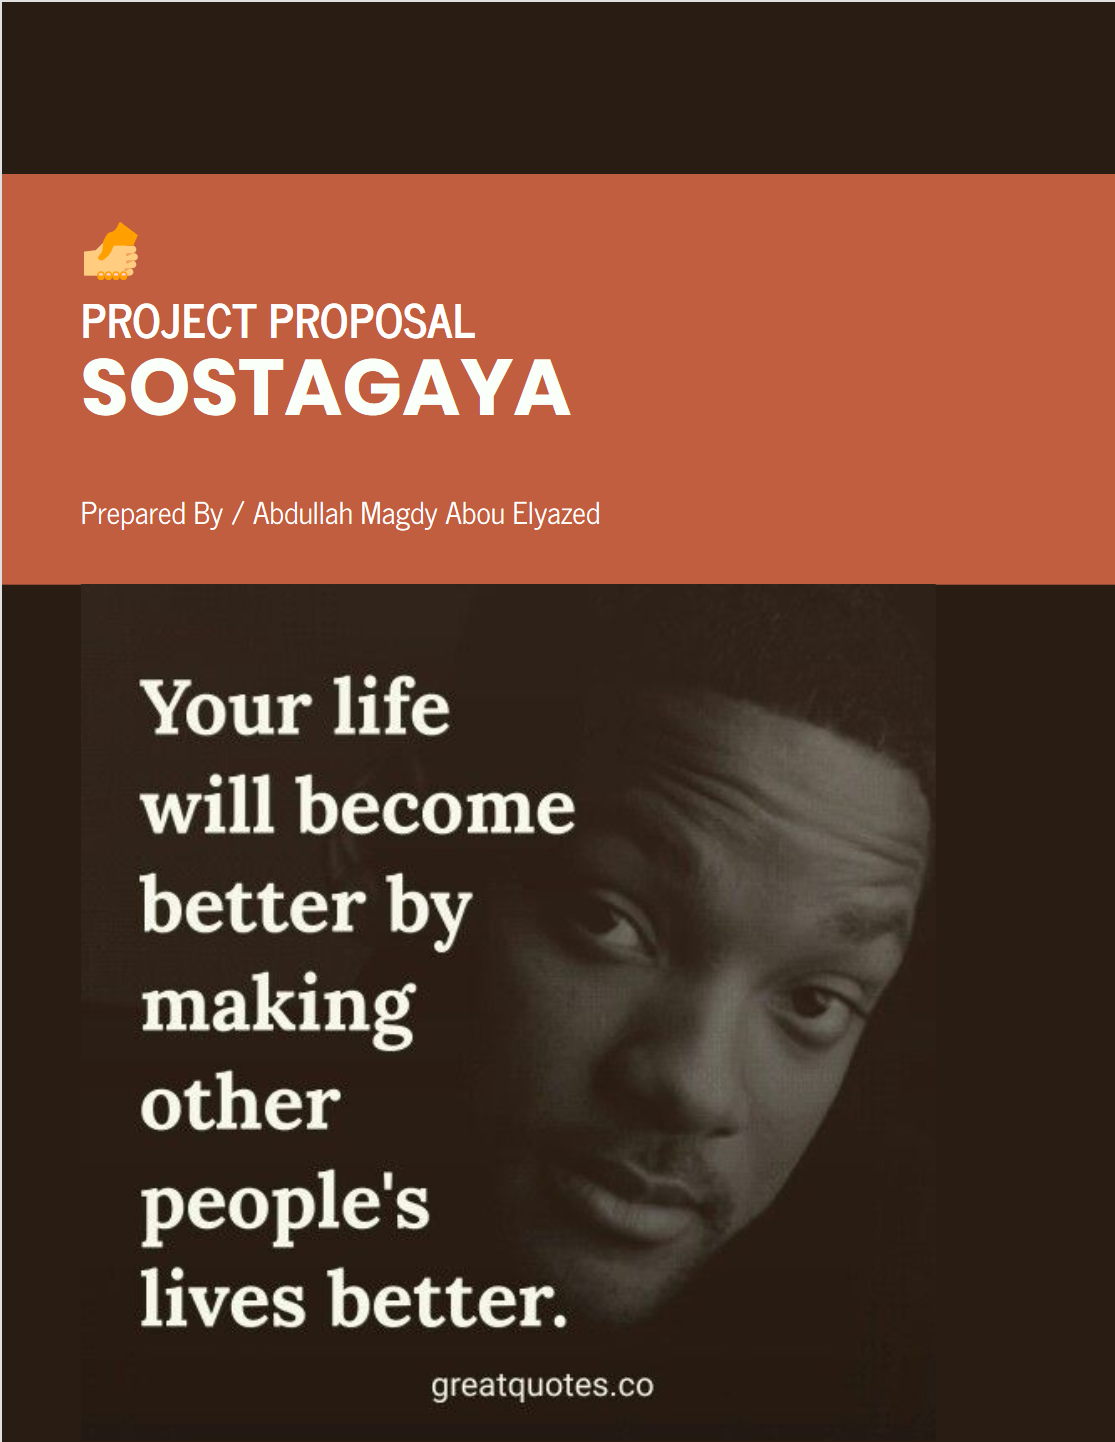 PROJECT PROPOSAL
SOSTAGAYA
Prepared By / Abdullah Magdy Abou Elyazed
Your life
will become
better by
making
other
people's
lives better.
greatquotes.co